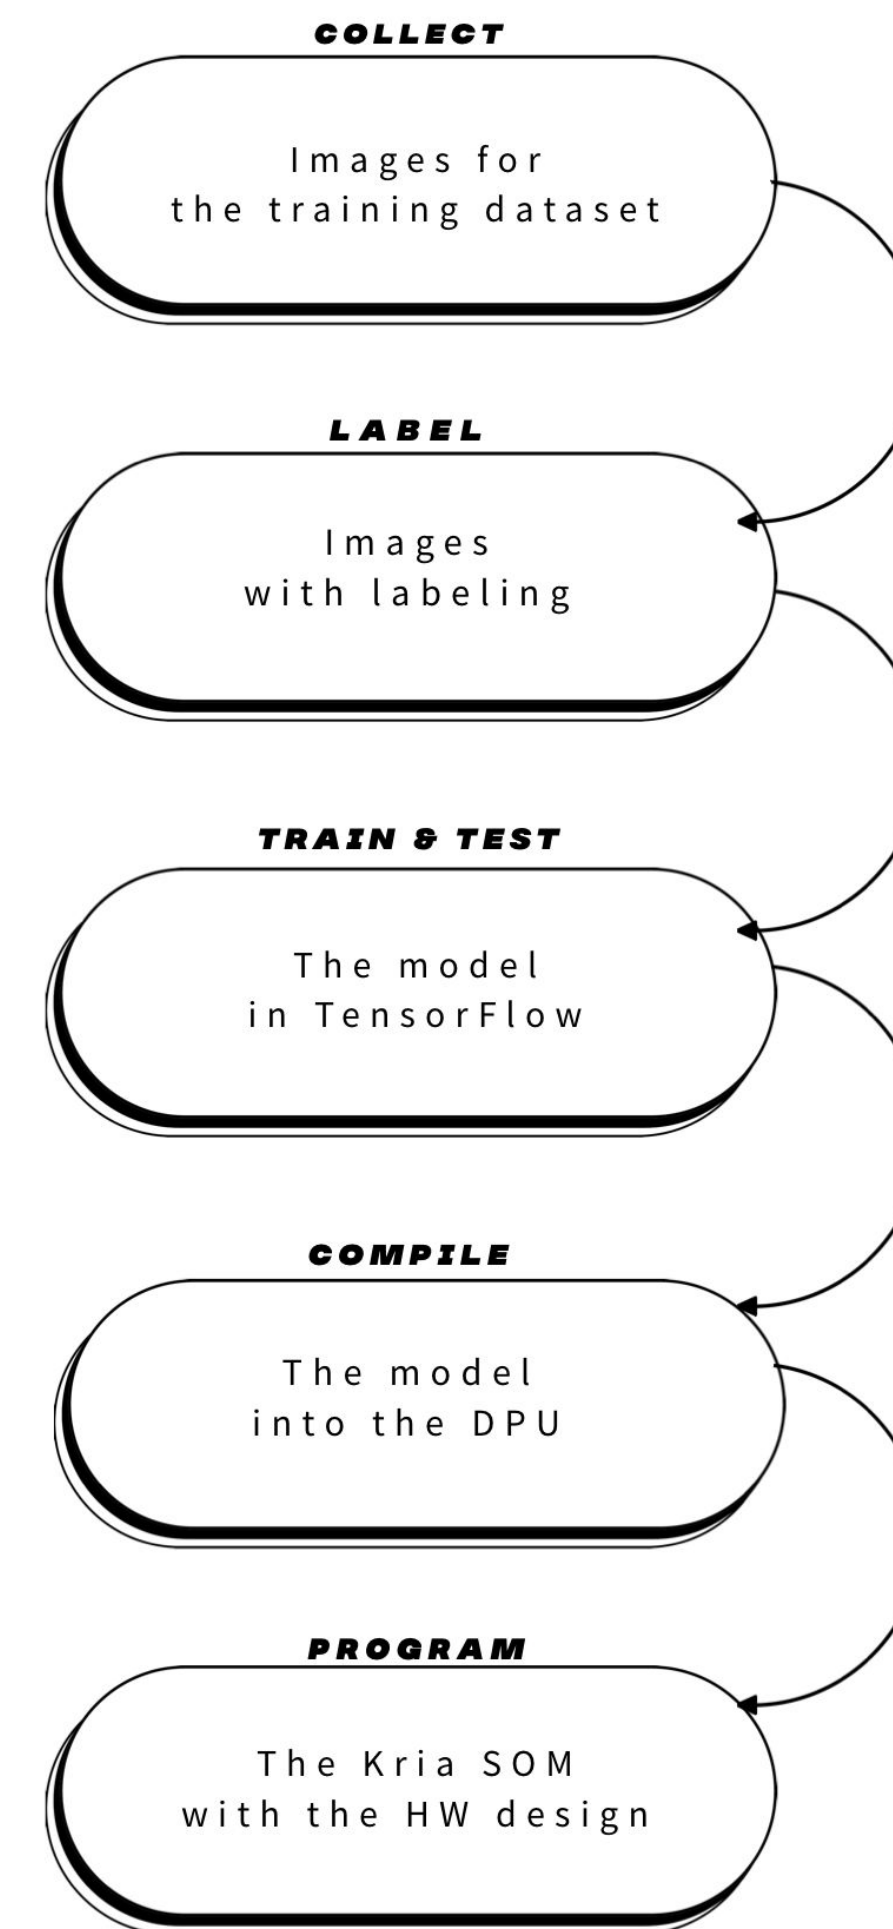 COLLECT
Images for
the training dataset
LABEL
Images
with labeling
TRAIN & TEST
The model
in TensorFlow
COMPILE
The model
into the DPU
PROGRAM
The Kria SOM
with the HW design